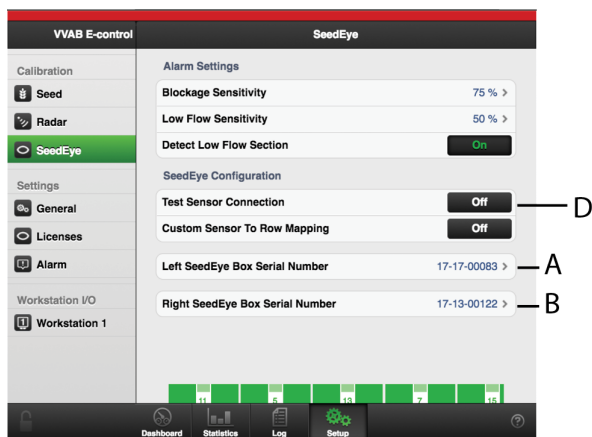 VVAB E-control
SeedEye
Calibration
Seed
Radar
SeedEye
Settings
General
Licenses
Alarm
Workstation I/O
Workstation 1
Alarm Settings
Blockage Sensitivity 75 % >
Low Flow Sensitivity 50 % >
Detect Low Flow Section On
SeedEye Configuration
Test Sensor Connection Off
D
Custom Sensor To Row Mapping Off
Left SeedEye Box Serial Number 17-17-00083 >
A
Right SeedEye Box Serial Number 17-13-00122 >
B
11 5 13 7 15
Dashboard Statistics Log Setup ?